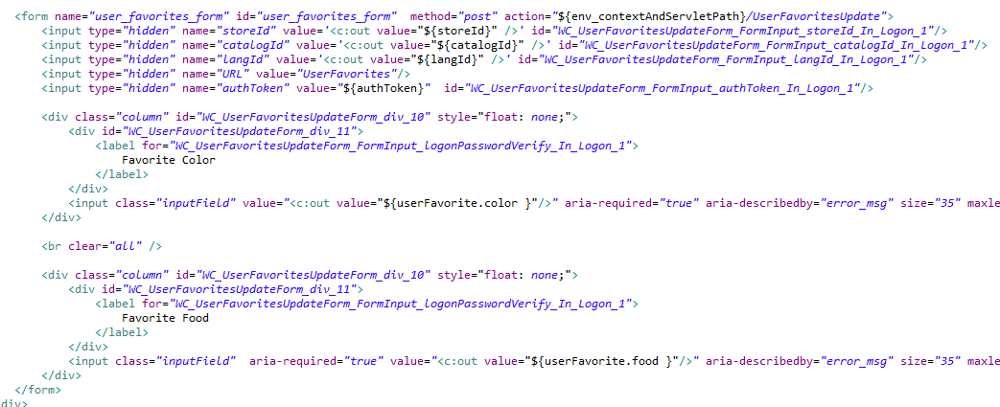 <form name="user_favorites_form" id="user_favorites_form"  method="post" action="${env_contextAndServletPath}/UserFavoritesUpdate">
<input type="hidden" name="storeId" value='<c:out value="${storeId}" />' id="WC_UserFavoritesUpdateForm_FormInput_storeId_In_Logon_1"/>
<input type="hidden" name="catalogId" value='<c:out value="${catalogId}" />' id="WC_UserFavoritesUpdateForm_FormInput_catalogId_In_Logon_1"/>
<input type="hidden" name="langId" value='<c:out value="${langId}" />' id="WC_UserFavoritesUpdateForm_FormInput_langId_In_Logon_1"/>
<input type="hidden" name="URL" value="UserFavorites"/>
<input type="hidden" name="authToken" value="${authToken}"  id="WC_UserFavoritesUpdateForm_FormInput_authToken_In_Logon_1"/>
<div class="column" id="WC_UserFavoritesUpdateForm_div_10" style="float: none;">
<div id="WC_UserFavoritesUpdateForm_div_11">
<label for="WC_UserFavoritesUpdateForm_FormInput_logonPasswordVerify_In_Logon_1">
Favorite Color
</label>
</div>
<input class="inputField" value="<c:out value="${userFavorite.color }"/>" aria-required="true" aria-describedby="error_msg" size="35" maxle
</div>
<br clear="all" />
<div class="column" id="WC_UserFavoritesUpdateForm_div_10" style="float: none;">
<div id="WC_UserFavoritesUpdateForm_div_11">
<label for="WC_UserFavoritesUpdateForm_FormInput_logonPasswordVerify_In_Logon_1">
Favorite Food
</label>
</div>
<input class="inputField"  aria-required="true" value="<c:out value="${userFavorite.food }"/>" aria-describedby="error_msg" size="35" maxle
</div>
</form>
div>